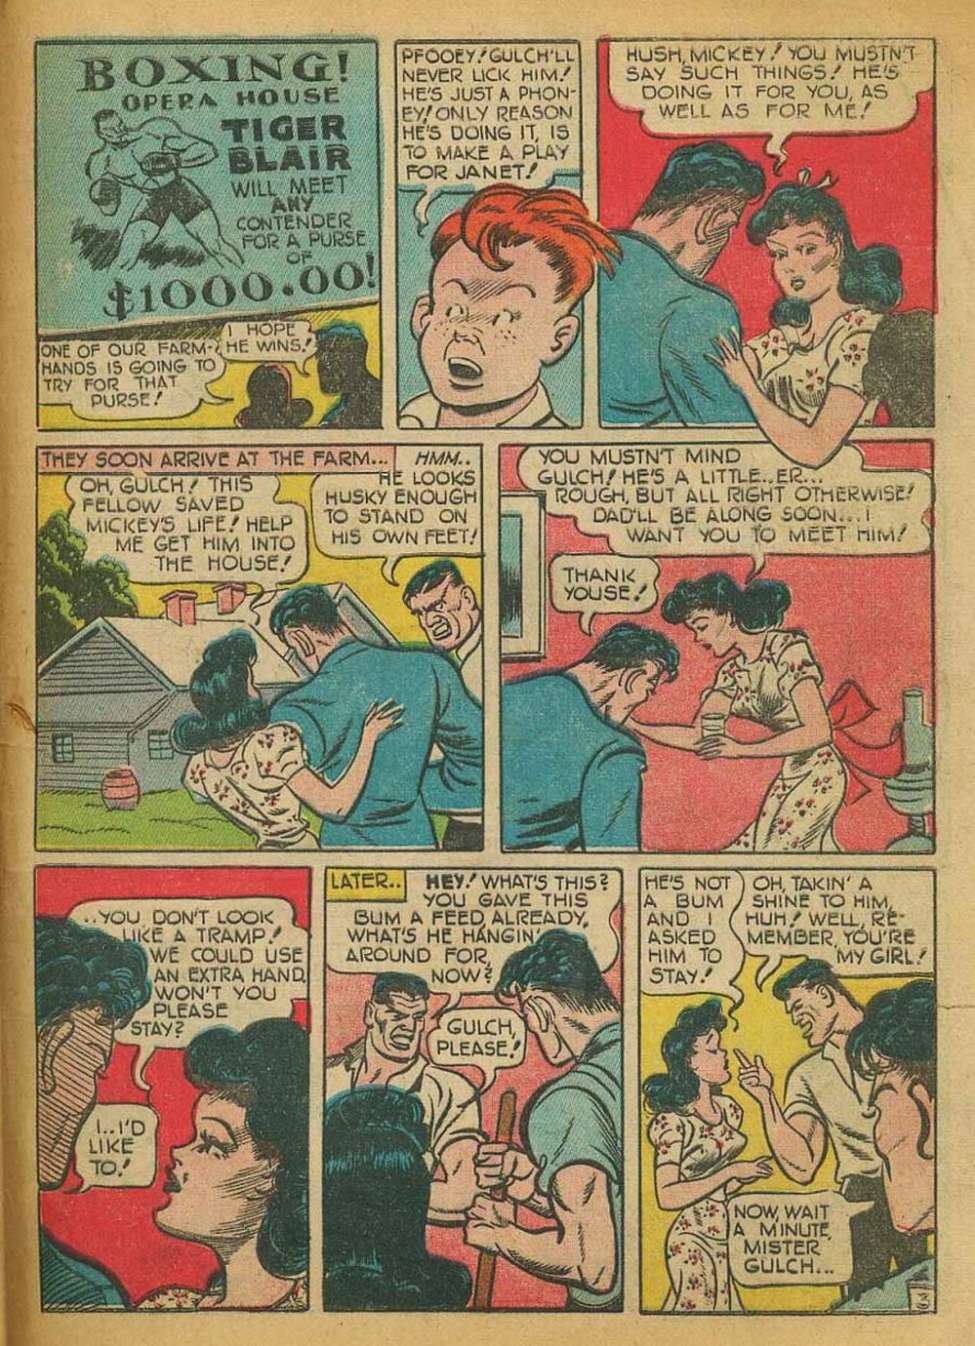 BOXING!
OPERA HOUSE
TIGER
BLAIR
WILL MEET
ANY
CONTENDER
FOR A PURSE
OF
$1000.00!
ONE OF OUR FARM-
HANDS IS GOING TO
TRY FOR THAT
PURSE!
I HOPE
HE WINS!
PFOOEY! GULCH'LL
NEVER LICK HIM!
HE'S JUST A PHON-
EY! ONLY REASON
HE'S DOING IT, IS
TO MAKE A PLAY
FOR JANET!
HUSH, MICKEY! YOU MUSTN'T
SAY SUCH THINGS! HE'S
DOING IT FOR YOU, AS
WELL AS FOR ME!
THEY SOON ARRIVE AT THE FARM...
OH, GULCH! THIS
FELLOW SAVED
MICKEY'S LIFE! HELP
ME GET HIM INTO
THE HOUSE!
HMM..
HE LOOKS
HUSKY ENOUGH
TO STAND ON
HIS OWN FEET!
YOU MUSTN'T MIND
GULCH! HE'S A LITTLE..ER...
ROUGH, BUT ALL RIGHT OTHERWISE!
DAD'LL BE ALONG SOON...I
WANT YOU TO MEET HIM!
THANK
YOUSE!
..YOU DON'T LOOK
LIKE A TRAMP!
WE COULD USE
AN EXTRA HAND.
WON'T YOU
PLEASE
STAY?
I..I'D
LIKE
TO!
LATER..
HEY! WHAT'S THIS?
YOU GAVE THIS
BUM A FEED ALREADY,
WHAT'S HE HANGIN'
AROUND FOR,
NOW?
GULCH,
PLEASE!
HE'S NOT
A BUM
AND I
ASKED
HIM TO
STAY!
OH, TAKIN' A
SHINE TO HIM,
HUH! WELL, RE-
MEMBER, YOU'RE
MY GIRL!
NOW, WAIT
A MINUTE,
MISTER
GULCH...